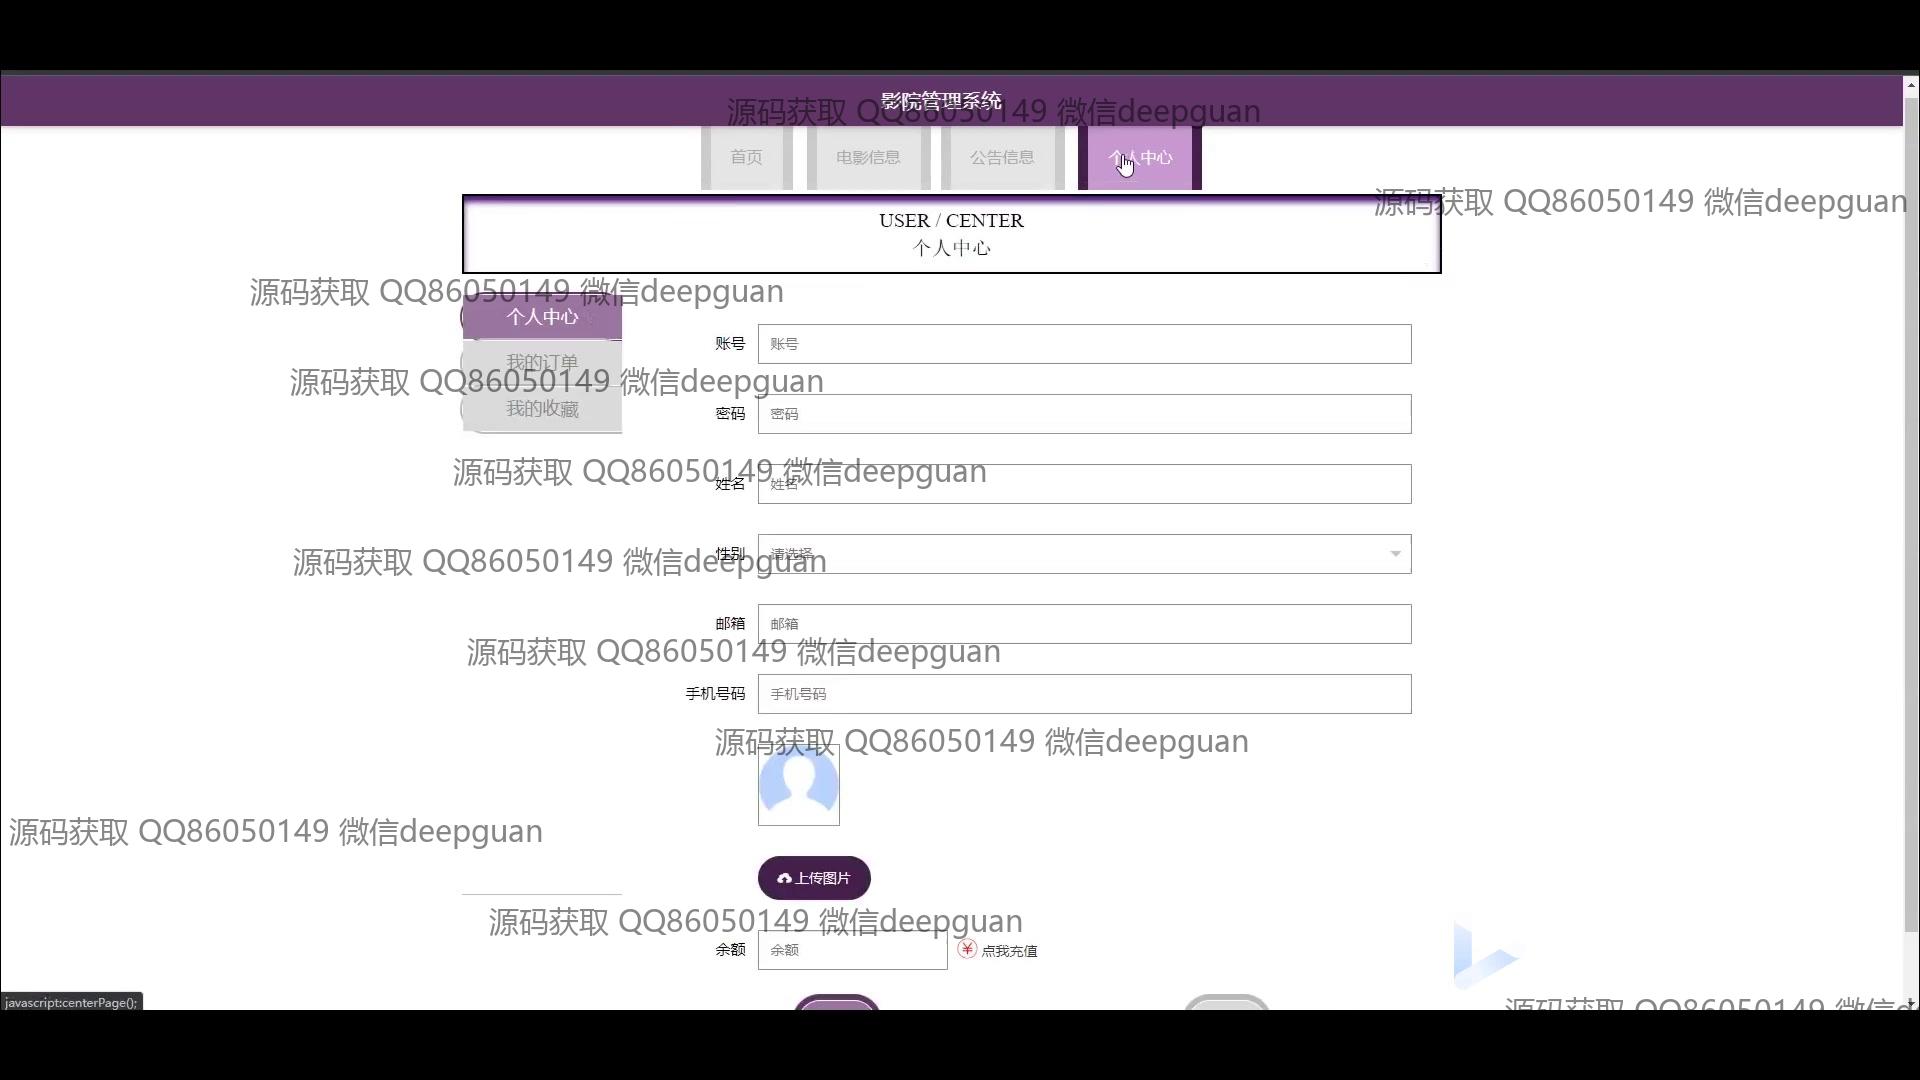 影院管理系统
源码获取 QQ86050149 微信deepguan
首页 电影信息 公告信息 个人中心
源码获取 QQ86050149 微信deepguan
USER / CENTER
个人中心
源码获取 QQ86050149 微信deepguan
个人中心
账号 账号
我的订单
源码获取 QQ86050149 微信deepguan
我的收藏
密码 密码
源码获取 QQ86050149 微信deepguan
姓名 姓名
性别 请选择
源码获取 QQ86050149 微信deepguan
邮箱 邮箱
源码获取 QQ86050149 微信deepguan
手机号码 手机号码
源码获取 QQ86050149 微信deepguan
源码获取 QQ86050149 微信deepguan
上传图片
源码获取 QQ86050149 微信deepguan
余额 余额 点我充值
javascript:centerPage();
源码获取 QQ86050149 微信de